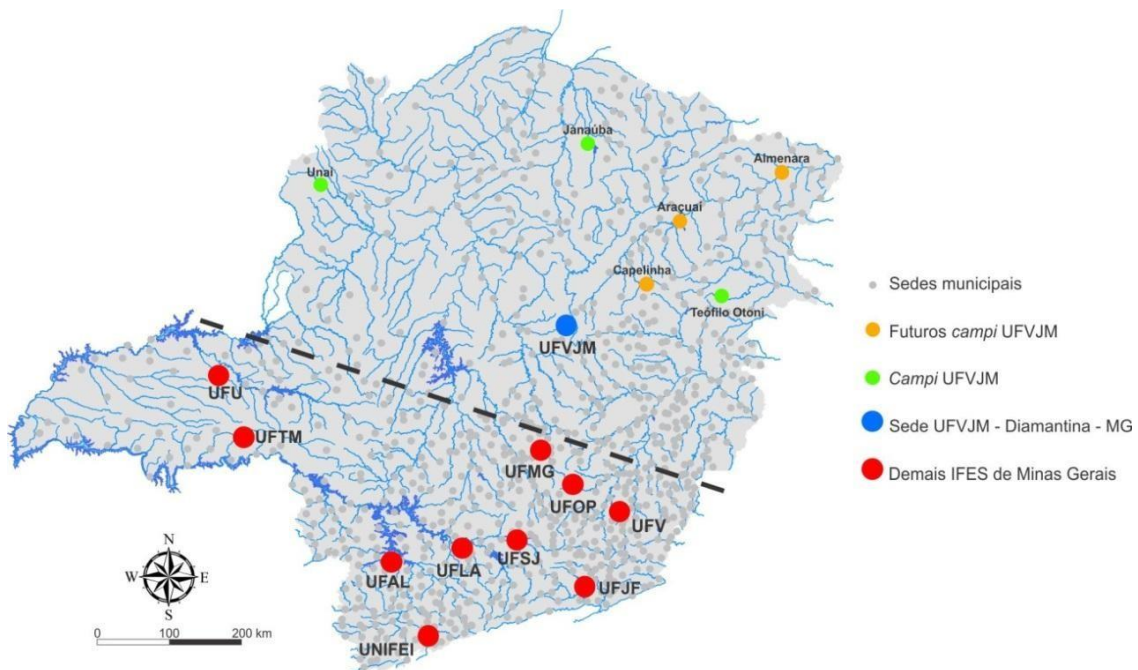 Janaúba
Almenara
Unaí
Araçuaí
Capelinha
Teófilo Otoni
UFVJM
UFU
UFTM
UFMG
UFOP
UFV
UFSJ
UFLA
UFAL
UFJF
UNIFEI
Sedes municipais
Futuros campi UFVJM
Campi UFVJM
Sede UFVJM - Diamantina - MG
Demais IFES de Minas Gerais
N
W E
S
0 100 200 km